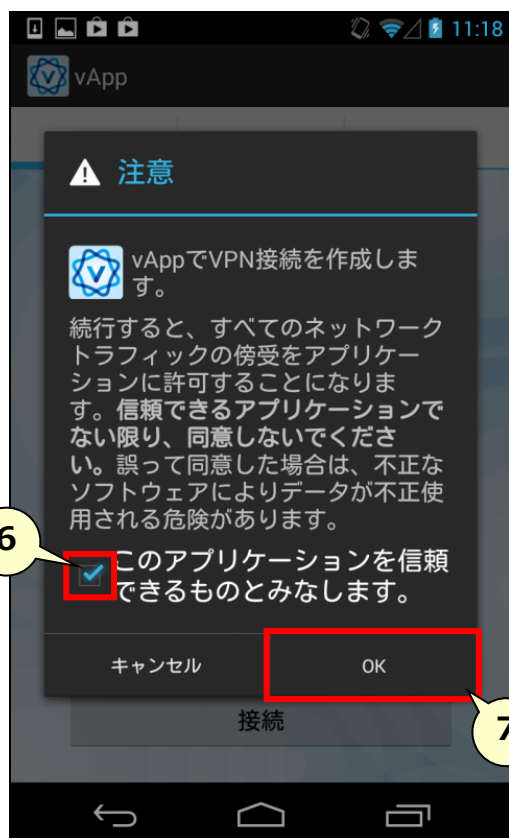 11:18
vApp
注意
vAppでVPN接続を作成しま
す。
続行すると、すべてのネットワーク
トラフィックの傍受をアプリケー
ションに許可することになりま
す。信頼できるアプリケーションで
ない限り、同意しないでくださ
い。誤って同意した場合は、不正な
ソフトウェアによりデータが不正使
用される危険があります。
6
このアプリケーションを信頼
できるものとみなします。
キャンセル
OK
7
接続